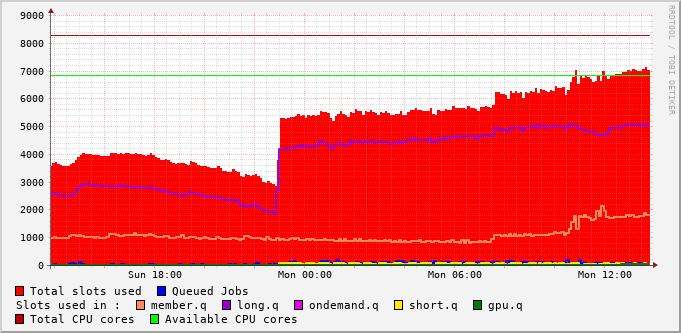 RRDTOOL / TOBI OETIKER
9000
8000
7000
6000
5000
4000
3000
2000
1000
0
Sun 18:00 Mon 00:00 Mon 06:00 Mon 12:00
Total slots used Queued Jobs
Slots used in : member.q long.q ondemand.q short.q gpu.q
Total CPU cores Available CPU cores